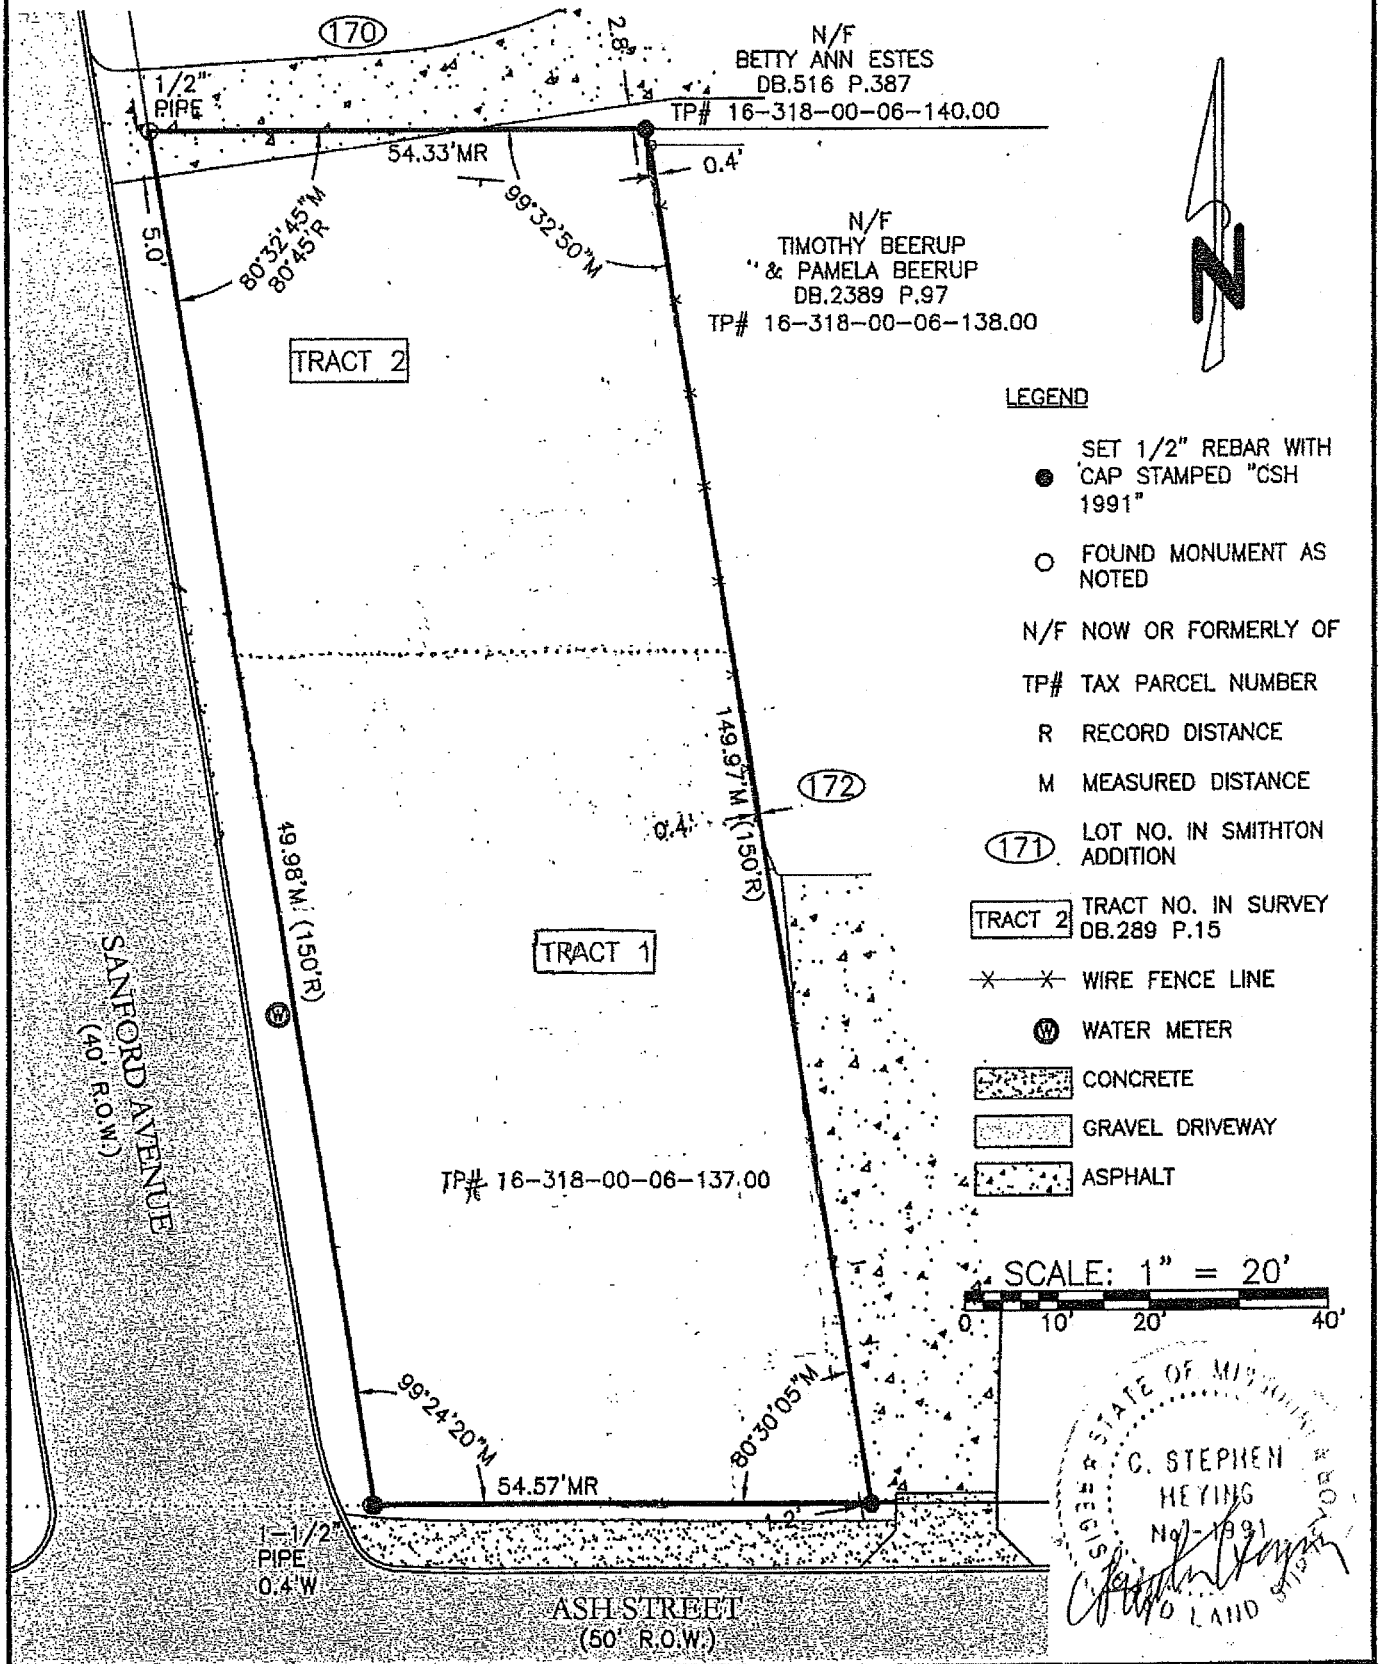 170
2.8'
N/F
BETTY ANN ESTES
DB.516 P.387
TP# 16-318-00-06-140.00
1/2"
PIPE
54.33'MR
0.4'
5.0'
80°32'45"M
80°45'R
99°32'50"M
N/F
TIMOTHY BEERUP
& PAMELA BEERUP
DB.2389 P.97
TP# 16-318-00-06-138.00
N
TRACT 2
LEGEND
SET 1/2" REBAR WITH
CAP STAMPED "CSH
1991"
FOUND MONUMENT AS
NOTED
N/F NOW OR FORMERLY OF
TP# TAX PARCEL NUMBER
R RECORD DISTANCE
M MEASURED DISTANCE
171 LOT NO. IN SMITHTON
ADDITION
TRACT 2 TRACT NO. IN SURVEY
DB.289 P.15
WIRE FENCE LINE
W WATER METER
CONCRETE
GRAVEL DRIVEWAY
ASPHALT
149.97'M (150'R)
172
0.4'
49.98'M (150'R)
TRACT 1
W
SANFORD AVENUE
(40' R.O.W.)
TP# 16-318-00-06-137.00
SCALE: 1" = 20'
0 10' 20' 40'
99°24'20"M
80°30'05"M
54.57'MR
1.2'
1-1/2"
PIPE
0.4'W
ASH STREET
(50' R.O.W.)
STATE OF MISSOURI
C. STEPHEN
HEYING
No. 1991
LAND